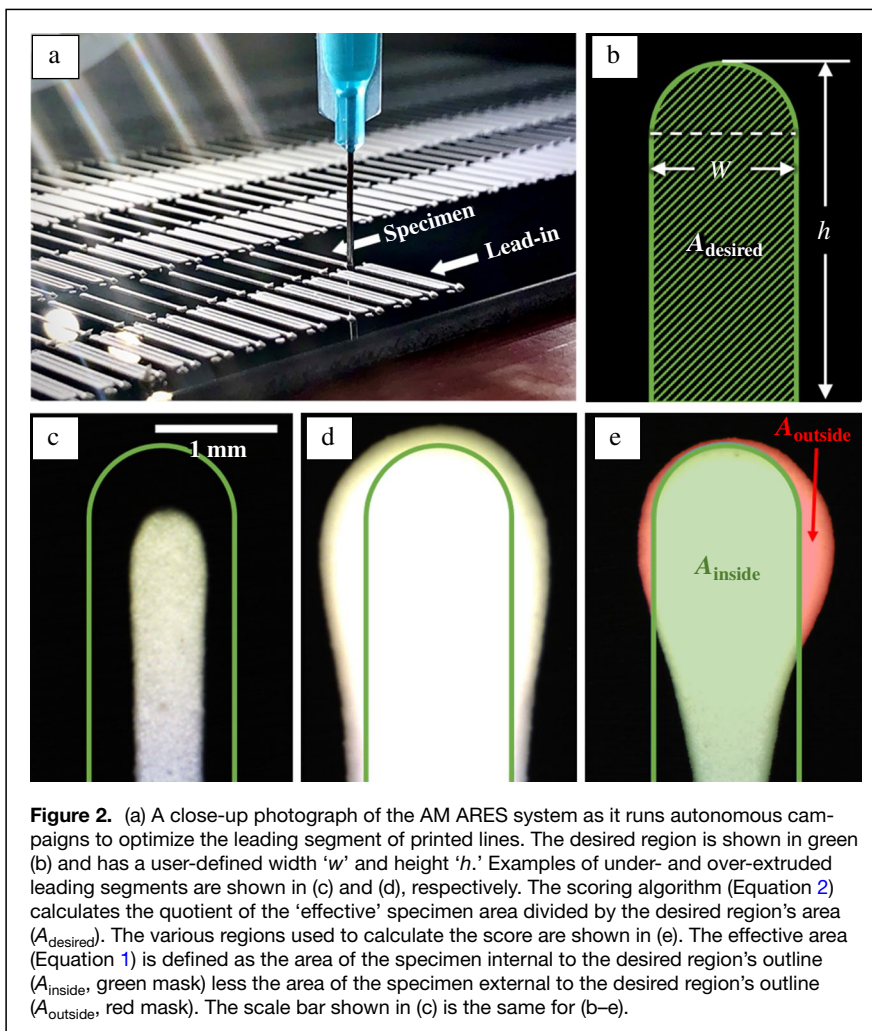 a
Specimen
Lead-in
b
W
h
A_desired
c
1 mm
d
e
A_outside
A_inside
Figure 2. (a) A close-up photograph of the AM ARES system as it runs autonomous cam-
paigns to optimize the leading segment of printed lines. The desired region is shown in green
(b) and has a user-defined width ‘w’ and height ‘h.’ Examples of under- and over-extruded
leading segments are shown in (c) and (d), respectively. The scoring algorithm (Equation 2)
calculates the quotient of the ‘effective’ specimen area divided by the desired region’s area
(A_desired). The various regions used to calculate the score are shown in (e). The effective area
(Equation 1) is defined as the area of the specimen internal to the desired region’s outline
(A_inside, green mask) less the area of the specimen external to the desired region’s outline
(A_outside, red mask). The scale bar shown in (c) is the same for (b–e).